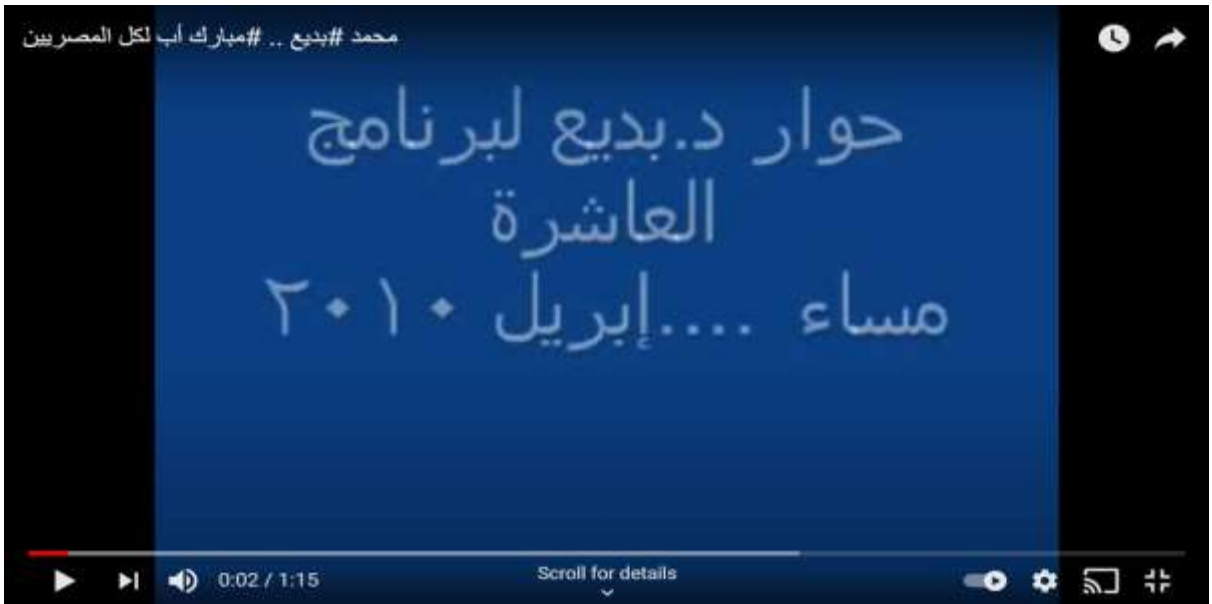 محمد #بديع .. #مبارك أب لكل المصريين
حوار د.بديع لبرنامج
العاشرة
مساء ....إبريل ٢٠١٠
0:02 / 1:15
Scroll for details